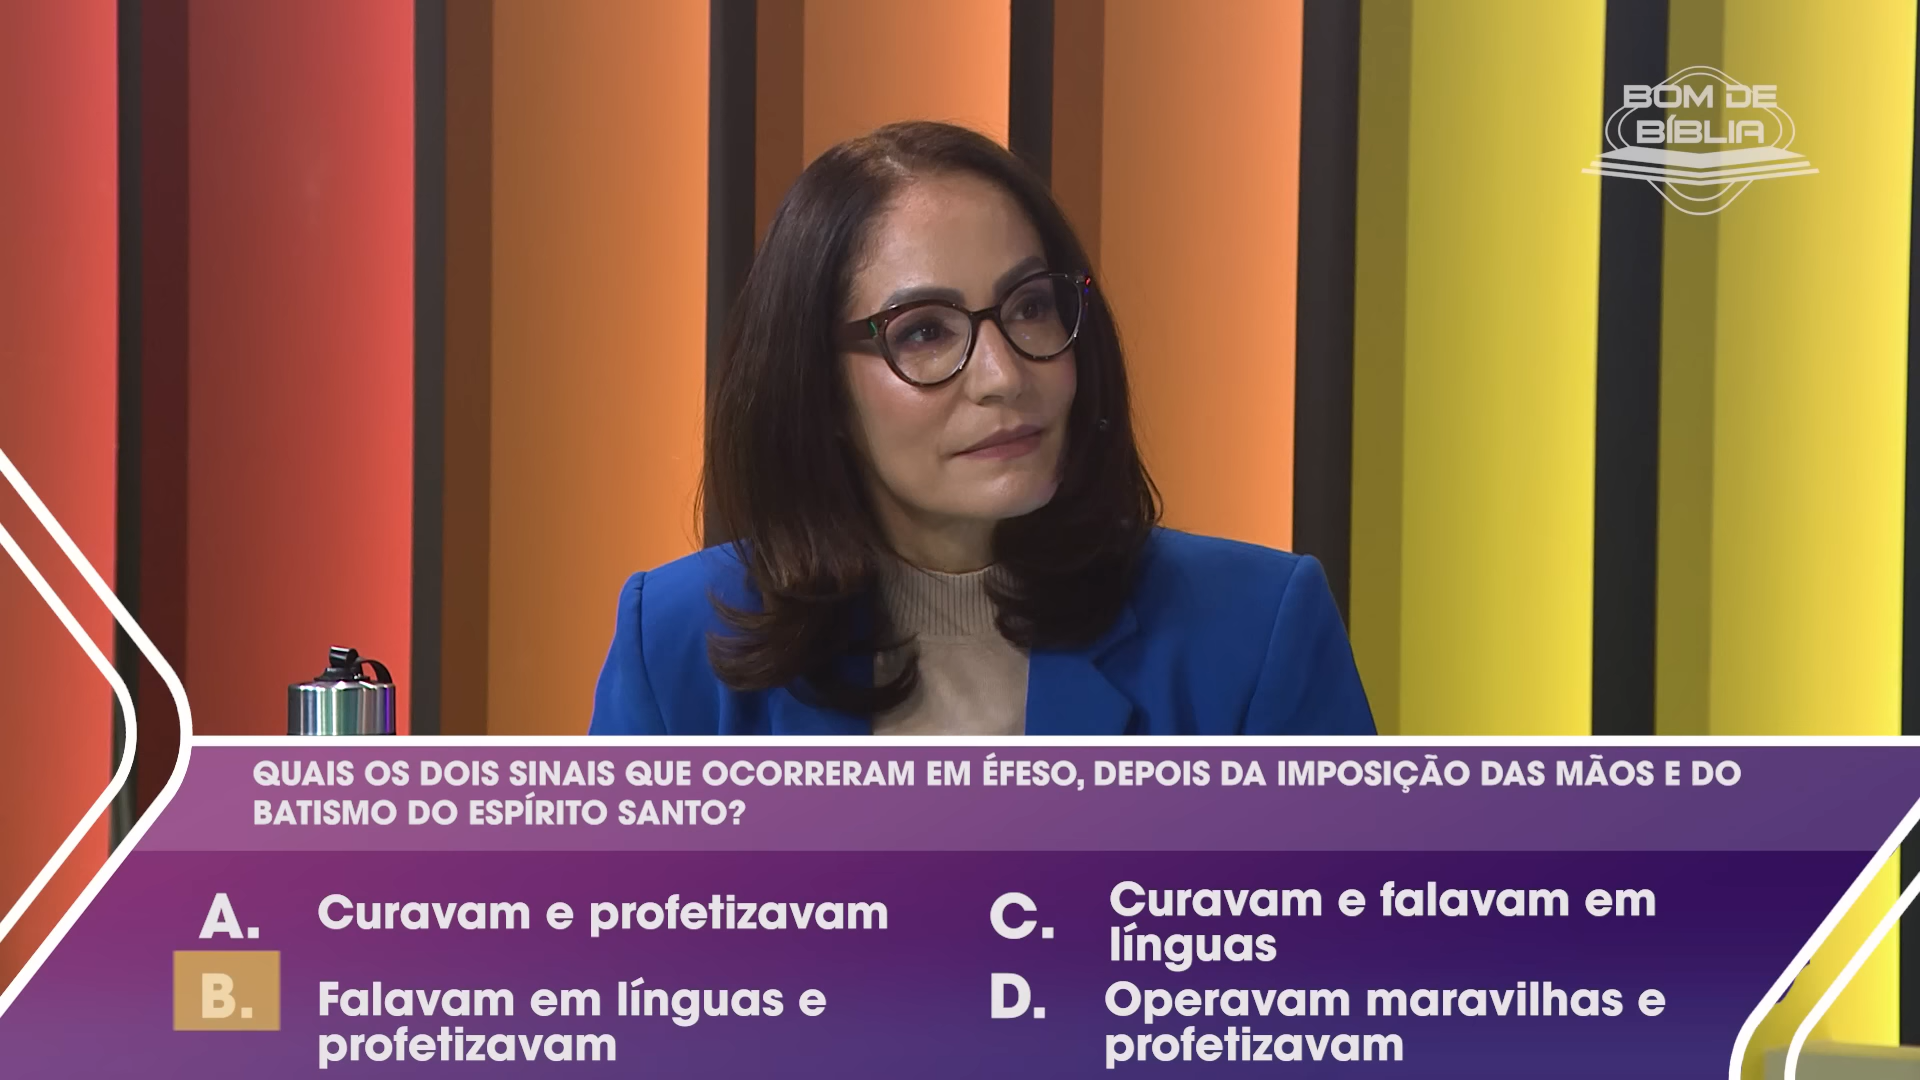 BOM DE
BÍBLIA
QUAIS OS DOIS SINAIS QUE OCORRERAM EM ÉFESO, DEPOIS DA IMPOSIÇÃO DAS MÃOS E DO
BATISMO DO ESPÍRITO SANTO?
A. Curavam e profetizavam
B. Falavam em línguas e
profetizavam
C. Curavam e falavam em
línguas
D. Operavam maravilhas e
profetizavam